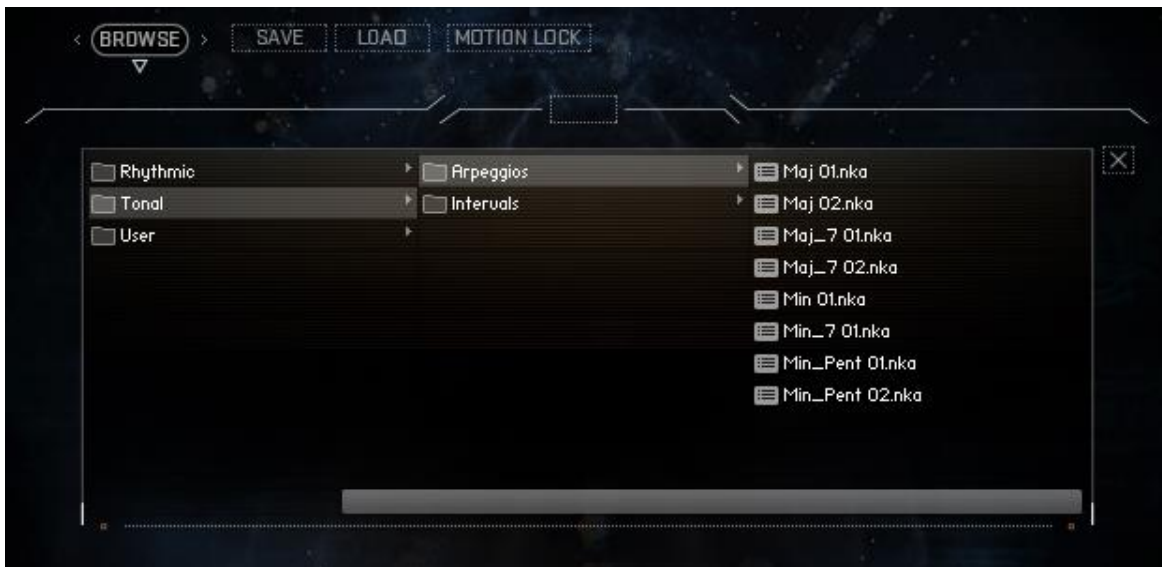 BROWSE SAVE LOAD MOTION LOCK
Rhythmic
Tonal
User
Arpeggios
Intervals
Maj 01.nka
Maj 02.nka
Maj_7 01.nka
Maj_7 02.nka
Min 01.nka
Min_7 01.nka
Min_Pent 01.nka
Min_Pent 02.nka